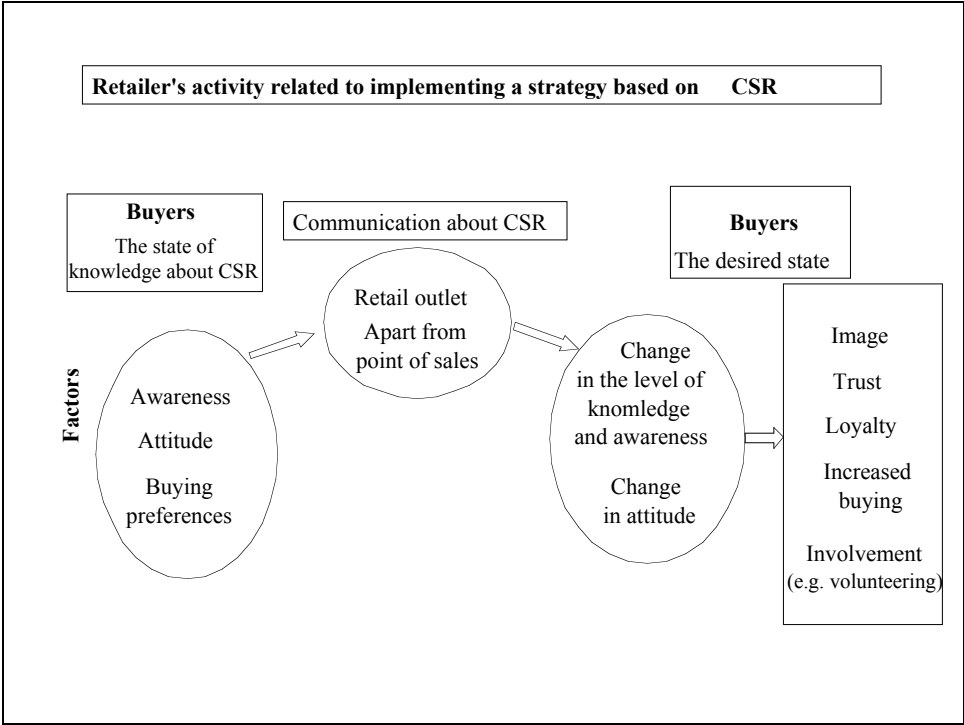 Retailer's activity related to implementing a strategy based on CSR
Buyers
The state of
knowledge about CSR
Communication about CSR
Buyers
The desired state
Factors
Awareness
Attitude
Buying
preferences
Retail outlet
Apart from
point of sales
Change
in the level of
knomledge
and awareness
Change
in attitude
Image
Trust
Loyalty
Increased
buying
Involvement
(e.g. volunteering)